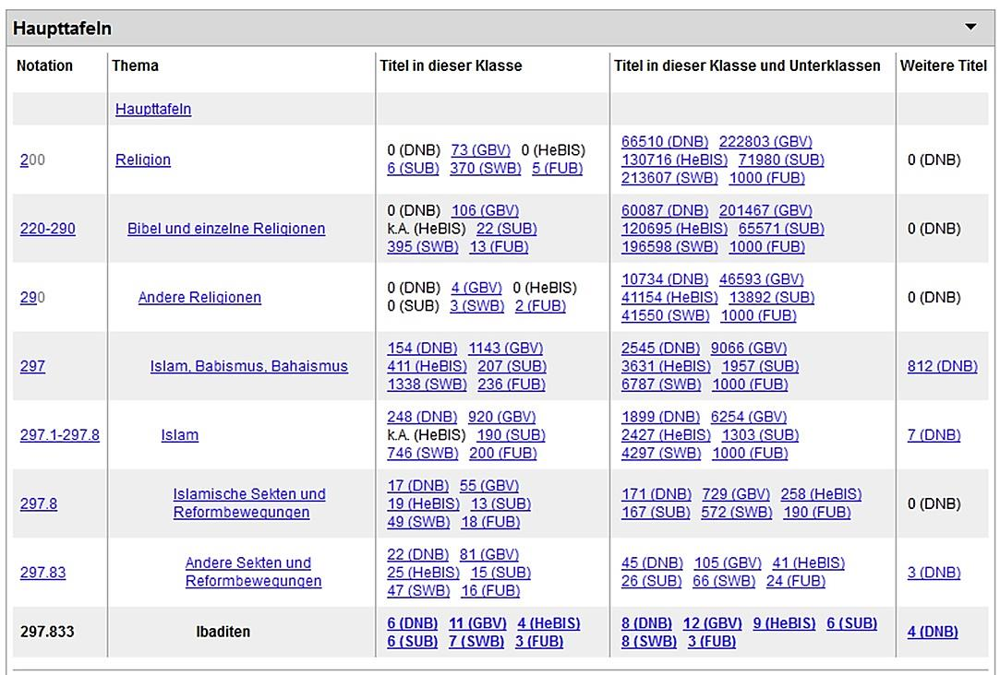 Haupttafeln
Notation Thema Titel in dieser Klasse Titel in dieser Klasse und Unterklassen Weitere Titel
Haupttafeln
200 Religion 0 (DNB) 73 (GBV) 0 (HeBIS) 66510 (DNB) 222803 (GBV) 0 (DNB)
6 (SUB) 370 (SWB) 5 (FUB) 130716 (HeBIS) 71980 (SUB)
213607 (SWB) 1000 (FUB)
220-290 Bibel und einzelne Religionen 0 (DNB) 106 (GBV) 60087 (DNB) 201467 (GBV) 0 (DNB)
k.A. (HeBIS) 22 (SUB) 120695 (HeBIS) 65571 (SUB)
395 (SWB) 13 (FUB) 196598 (SWB) 1000 (FUB)
290 Andere Religionen 0 (DNB) 4 (GBV) 0 (HeBIS) 10734 (DNB) 46593 (GBV) 0 (DNB)
0 (SUB) 3 (SWB) 2 (FUB) 41154 (HeBIS) 13892 (SUB)
41550 (SWB) 1000 (FUB)
297 Islam, Babismus, Bahaismus 154 (DNB) 1143 (GBV) 2545 (DNB) 9066 (GBV) 812 (DNB)
411 (HeBIS) 207 (SUB) 3631 (HeBIS) 1957 (SUB)
1338 (SWB) 236 (FUB) 6787 (SWB) 1000 (FUB)
297.1-297.8 Islam 248 (DNB) 920 (GBV) 1899 (DNB) 6254 (GBV) 7 (DNB)
k.A. (HeBIS) 190 (SUB) 2427 (HeBIS) 1303 (SUB)
746 (SWB) 200 (FUB) 4297 (SWB) 1000 (FUB)
297.8 Islamische Sekten und 17 (DNB) 55 (GBV) 171 (DNB) 729 (GBV) 258 (HeBIS) 0 (DNB)
Reformbewegungen 19 (HeBIS) 13 (SUB) 167 (SUB) 572 (SWB) 190 (FUB)
49 (SWB) 18 (FUB)
297.83 Andere Sekten und 22 (DNB) 81 (GBV) 45 (DNB) 105 (GBV) 41 (HeBIS) 3 (DNB)
Reformbewegungen 25 (HeBIS) 15 (SUB) 26 (SUB) 66 (SWB) 24 (FUB)
47 (SWB) 16 (FUB)
297.833 Ibaditen 6 (DNB) 11 (GBV) 4 (HeBIS) 8 (DNB) 12 (GBV) 9 (HeBIS) 6 (SUB) 4 (DNB)
6 (SUB) 7 (SWB) 3 (FUB) 8 (SWB) 3 (FUB)